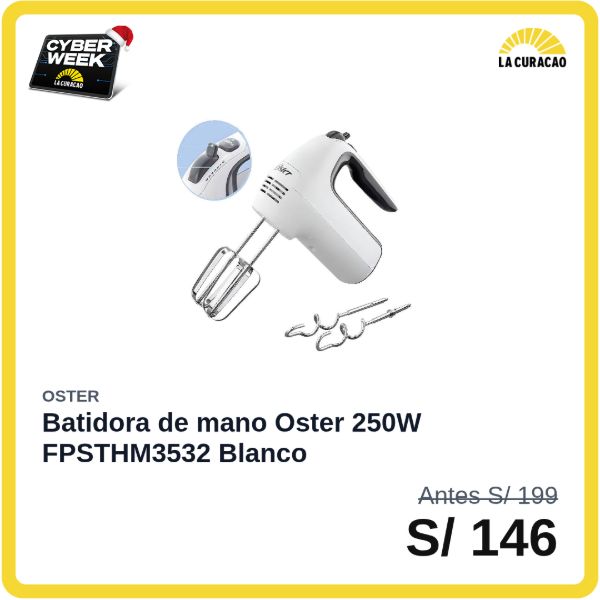 CYBER
WEEK
LA CURACAO
LA CURACAO
OSTER
Batidora de mano Oster 250W
FPSTHM3532 Blanco
Antes S/ 199
S/ 146